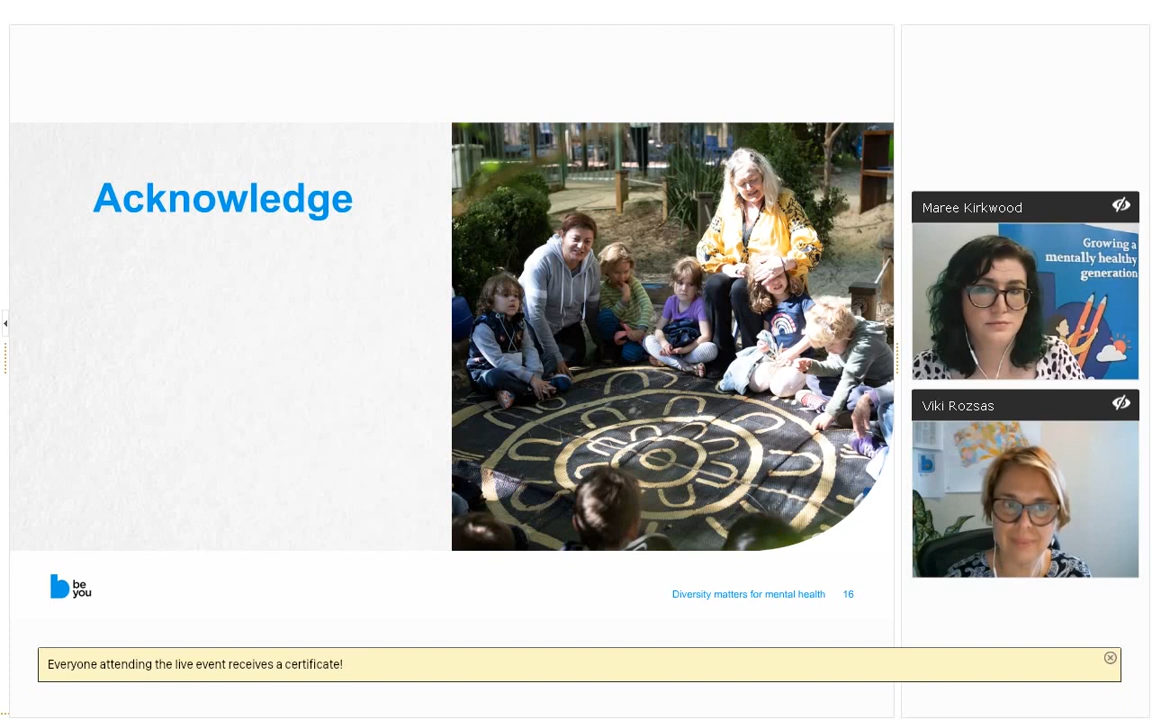 Acknowledge
Maree Kirkwood
Growing a
mentally healthy
generation
Viki Rozsas
be
you
Diversity matters for mental health 16
Everyone attending the live event receives a certificate!